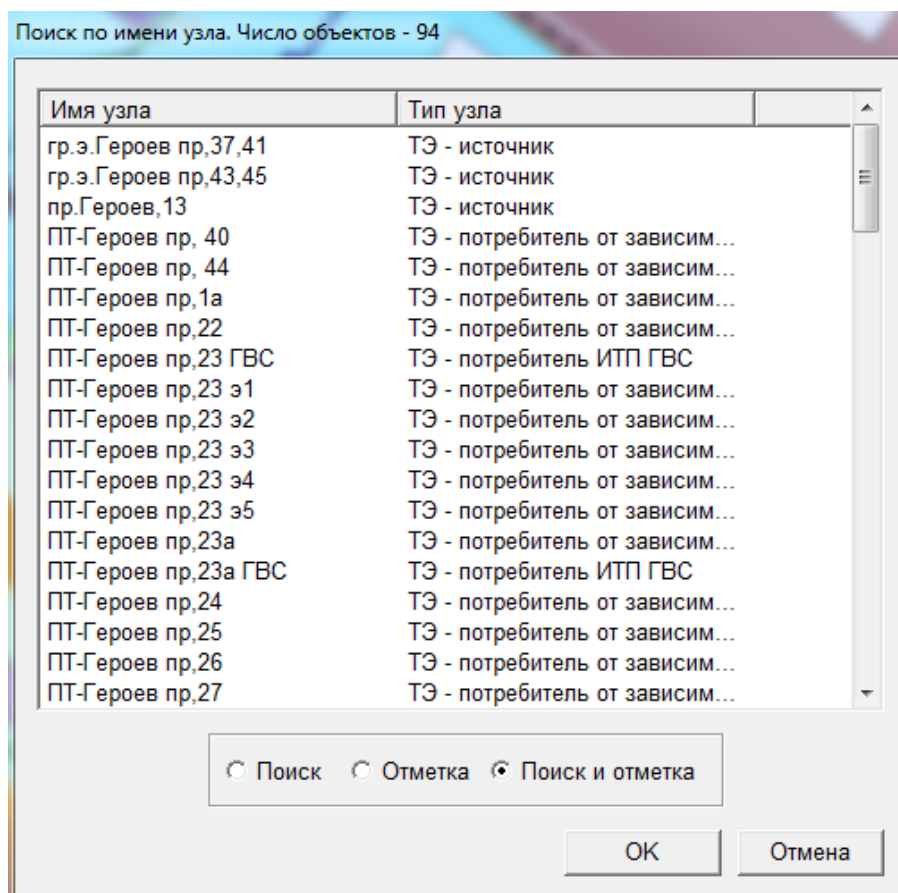 Поиск по имени узла. Число объектов - 94
Имя узла Тип узла
гр.э.Героев пр,37,41 ТЭ - источник
гр.э.Героев пр,43,45 ТЭ - источник
пр.Героев,13 ТЭ - источник
ПТ-Героев пр, 40 ТЭ - потребитель от зависим...
ПТ-Героев пр, 44 ТЭ - потребитель от зависим...
ПТ-Героев пр,1а ТЭ - потребитель от зависим...
ПТ-Героев пр,22 ТЭ - потребитель от зависим...
ПТ-Героев пр,23 ГВС ТЭ - потребитель ИТП ГВС
ПТ-Героев пр,23 э1 ТЭ - потребитель от зависим...
ПТ-Героев пр,23 э2 ТЭ - потребитель от зависим...
ПТ-Героев пр,23 э3 ТЭ - потребитель от зависим...
ПТ-Героев пр,23 э4 ТЭ - потребитель от зависим...
ПТ-Героев пр,23 э5 ТЭ - потребитель от зависим...
ПТ-Героев пр,23а ТЭ - потребитель от зависим...
ПТ-Героев пр,23а ГВС ТЭ - потребитель ИТП ГВС
ПТ-Героев пр,24 ТЭ - потребитель от зависим...
ПТ-Героев пр,25 ТЭ - потребитель от зависим...
ПТ-Героев пр,26 ТЭ - потребитель от зависим...
ПТ-Героев пр,27 ТЭ - потребитель от зависим...
Поиск Отметка Поиск и отметка
OK Отмена